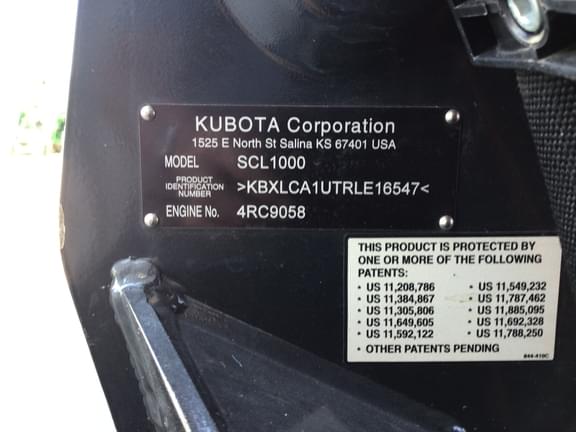 KUBOTA Corporation
1525 E North St Salina KS 67401 USA
MODEL SCL1000
PRODUCT IDENTIFICATION NUMBER >KBXLCA1UTRLE16547<
ENGINE No. 4RC9058
THIS PRODUCT IS PROTECTED BY
ONE OR MORE OF THE FOLLOWING
PATENTS:
• US 11,208,786 • US 11,549,232
• US 11,384,867 • US 11,787,462
• US 11,305,806 • US 11,885,095
• US 11,649,605 • US 11,692,328
• US 11,592,122 • US 11,788,250
• OTHER PATENTS PENDING